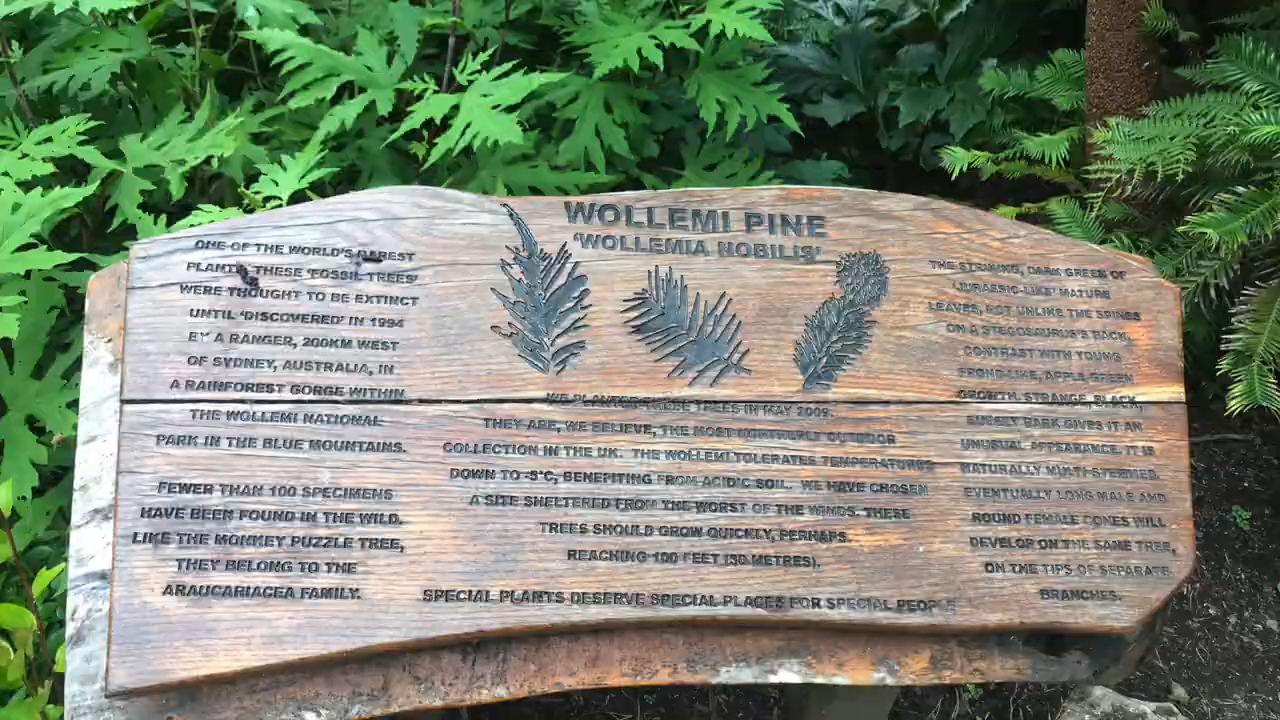 WOLLEMI PINE
'WOLLEMIA NOBILIS'
ONE OF THE WORLD'S RAREST
PLANTS, THESE 'FOSSIL TREES'
WERE THOUGHT TO BE EXTINCT
UNTIL 'DISCOVERED' IN 1994
BY A RANGER, 200KM WEST
OF SYDNEY, AUSTRALIA, IN
A RAINFOREST GORGE WITHIN
THE WOLLEMI NATIONAL
PARK IN THE BLUE MOUNTAINS.
FEWER THAN 100 SPECIMENS
HAVE BEEN FOUND IN THE WILD.
LIKE THE MONKEY PUZZLE TREE,
THEY BELONG TO THE
ARAUCARIACEA FAMILY.
WE PLANTED THESE TREES IN MAY 2009.
THEY ARE, WE BELIEVE, THE MOST NORTHERLY OUTDOOR
COLLECTION IN THE UK. THE WOLLEMI TOLERATES TEMPERATURES
DOWN TO -5°C, BENEFITING FROM ACIDIC SOIL. WE HAVE CHOSEN
A SITE SHELTERED FROM THE WORST OF THE WINDS. THESE
TREES SHOULD GROW QUICKLY, PERHAPS
REACHING 100 FEET (30 METRES).
SPECIAL PLANTS DESERVE SPECIAL PLACES FOR SPECIAL PEOPLE
THE STRIKING, DARK GREEN OF
'JURASSIC-LIKE' MATURE
LEAVES, NOT UNLIKE THE SPINES
ON A STEGOSAURUS'S BACK,
CONTRAST WITH YOUNG
FROND-LIKE, APPLE-GREEN
GROWTH. STRANGE, BLACK,
BUBBLY BARK GIVES IT AN
UNUSUAL APPEARANCE. IT IS
NATURALLY MULTI-STEMMED.
EVENTUALLY LONG MALE AND
ROUND FEMALE CONES WILL
DEVELOP ON THE SAME TREE,
ON THE TIPS OF SEPARATE
BRANCHES.